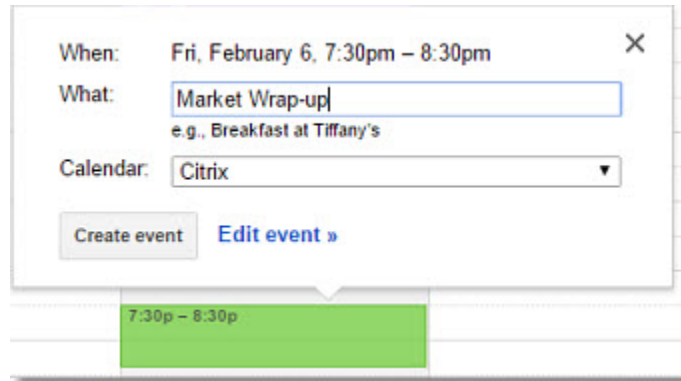 When: Fri, February 6, 7:30pm – 8:30pm
What: Market Wrap-up
e.g., Breakfast at Tiffany's
Calendar: Citrix
Create event Edit event »
7:30p – 8:30p